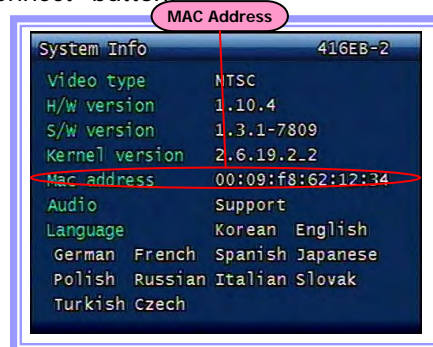 onnect" button
MAC Address
System Info 416EB-2
Video type NTSC
H/W version 1.10.4
S/W version 1.3.1-7809
Kernel version 2.6.19.2_2
Mac address 00:09:f8:62:12:34
Audio Support
Language Korean English
German French Spanish Japanese
Polish Russian Italian Slovak
Turkish Czech